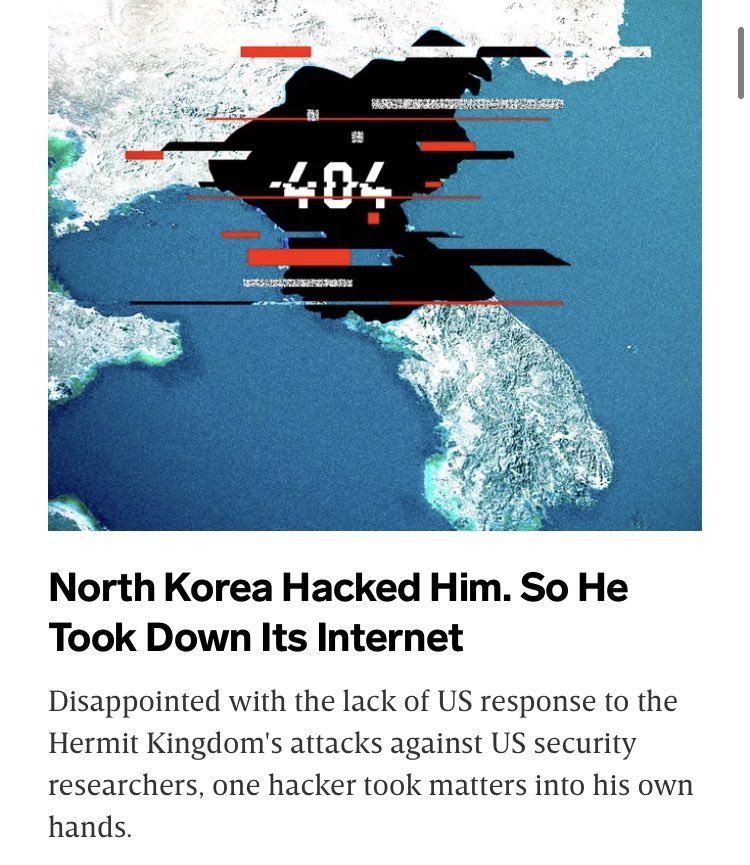 404
North Korea Hacked Him. So He
Took Down Its Internet
Disappointed with the lack of US response to the
Hermit Kingdom's attacks against US security
researchers, one hacker took matters into his own
hands.